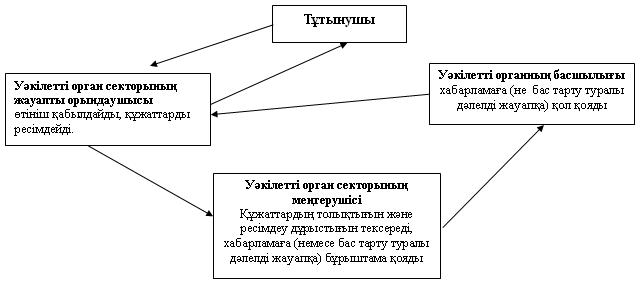 Тұтынушы
Уәкілетті орган секторының
жауапты орындаушысы
өтініш қабылдайды, құжаттарды
ресімдейді.
Уәкілетті органның басшылығы
хабарламаға (не бас тарту туралы
дәлелді жауапқа) қол қояды
Уәкілетті орган секторының
меңгерушісі
Құжаттардың толықтығын және
ресімдеу дұрыстығын тексереді,
хабарламаға (немесе бас тарту туралы
дәлелді жауапқа) бұрыштама қояды